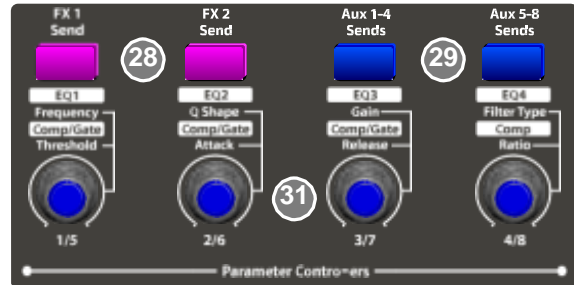 FX 1 Send
FX 2 Send
Aux 1-4 Sends
Aux 5-8 Sends
28
29
EQ1
EQ2
EQ3
EQ4
Frequency
Q Shape
Gain
Filter Type
Comp/Gate
Comp/Gate
Comp/Gate
Comp
Threshold
Attack
Release
Ratio
31
1/5
2/6
3/7
4/8
Parameter Controllers